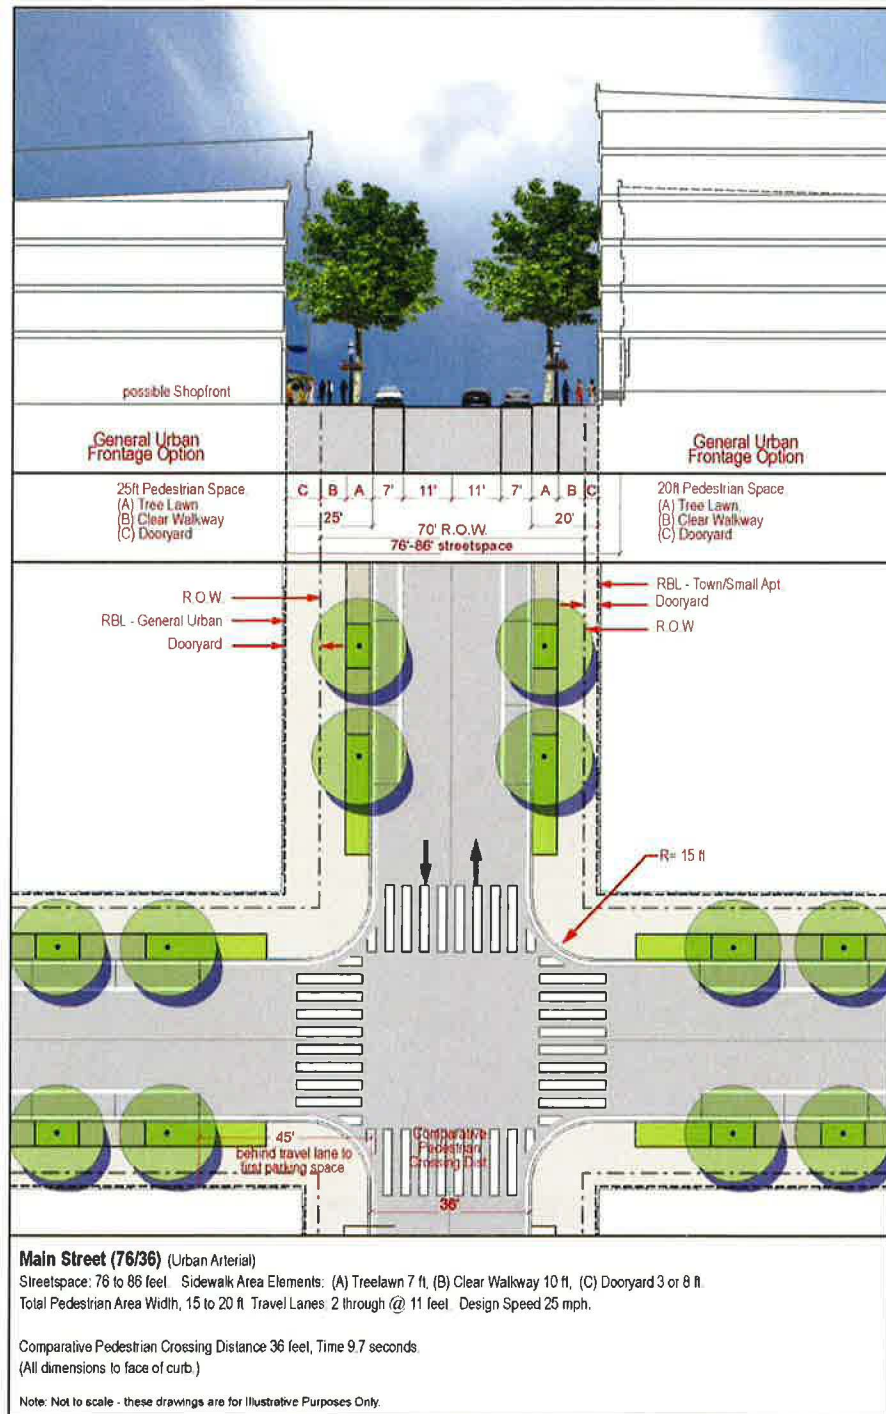 possible Shopfront
General Urban
Frontage Option
General Urban
Frontage Option
25ft Pedestrian Space
(A) Tree Lawn
(B) Clear Walkway
(C) Dooryard
C B A 7' 11' 11' 7' A B C
25' 20'
70' R.O.W.
76'-86' streetspace
20ft Pedestrian Space
(A) Tree Lawn
(B) Clear Walkway
(C) Dooryard
R.O.W.
RBL - General Urban
Dooryard
RBL - Town/Small Apt
Dooryard
R.O.W
R= 15 ft
45'
behind travel lane to
first parking space
Comparative
Pedestrian
Crossing Dist.
36'
Main Street (76/36) (Urban Arterial)
Streetspace: 76 to 86 feet. Sidewalk Area Elements: (A) Treelawn 7 ft, (B) Clear Walkway 10 ft, (C) Dooryard 3 or 8 ft.
Total Pedestrian Area Width, 15 to 20 ft. Travel Lanes: 2 through @ 11 feet. Design Speed 25 mph.
Comparative Pedestrian Crossing Distance 36 feet, Time 9.7 seconds.
(All dimensions to face of curb.)
Note: Not to scale - these drawings are for Illustrative Purposes Only.